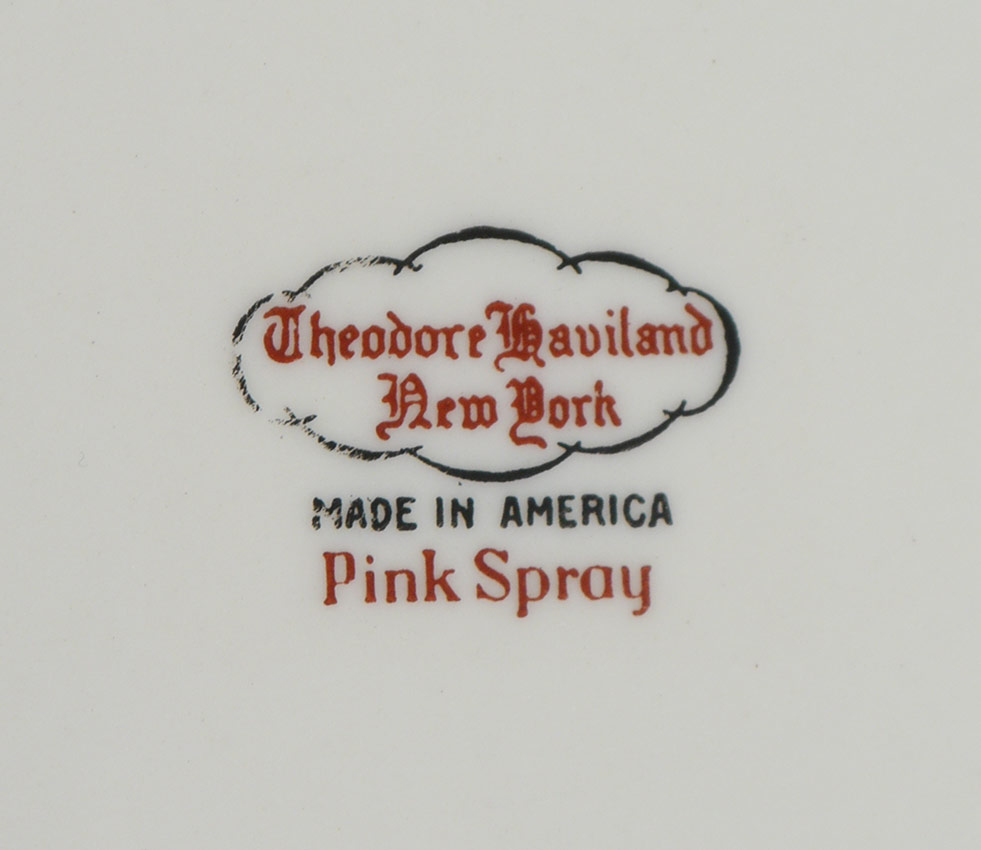 Theodore Haviland
New York
MADE IN AMERICA
Pink Spray